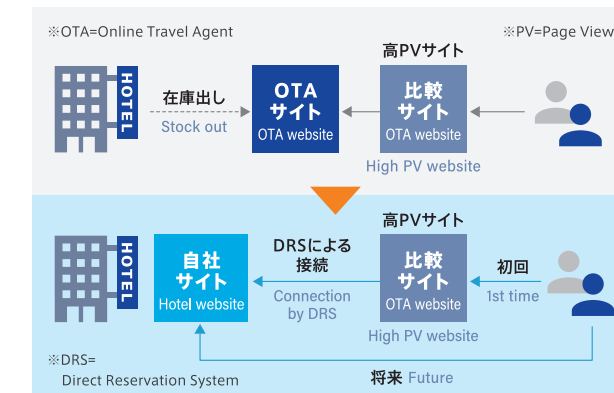 ※OTA=Online Travel Agent
※PV=Page View
高PVサイト
HOTEL
在庫出し
Stock out
OTA
サイト
OTA website
比較
サイト
OTA website
High PV website
高PVサイト
HOTEL
自社
サイト
Hotel website
DRSによる
接続
Connection
by DRS
比較
サイト
OTA website
初回
1st time
High PV website
※DRS=
Direct Reservation System
将来 Future